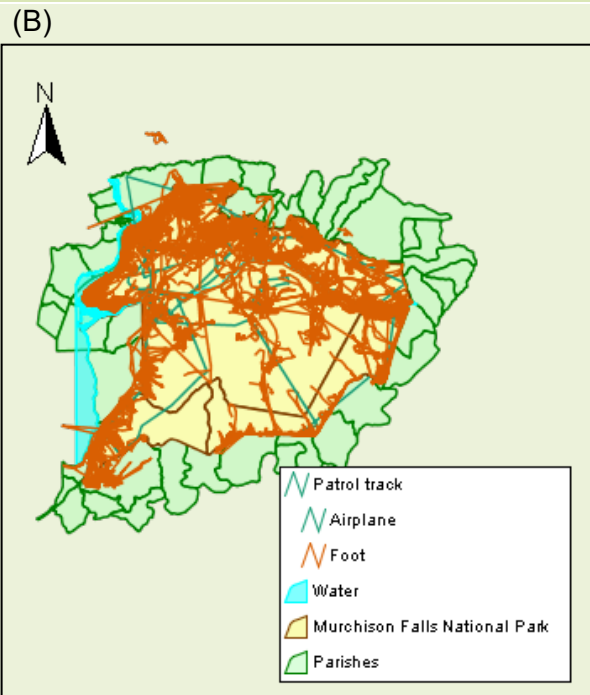 (B)
N
Patrol track
Airplane
Foot
Water
Murchison Falls National Park
Parishes